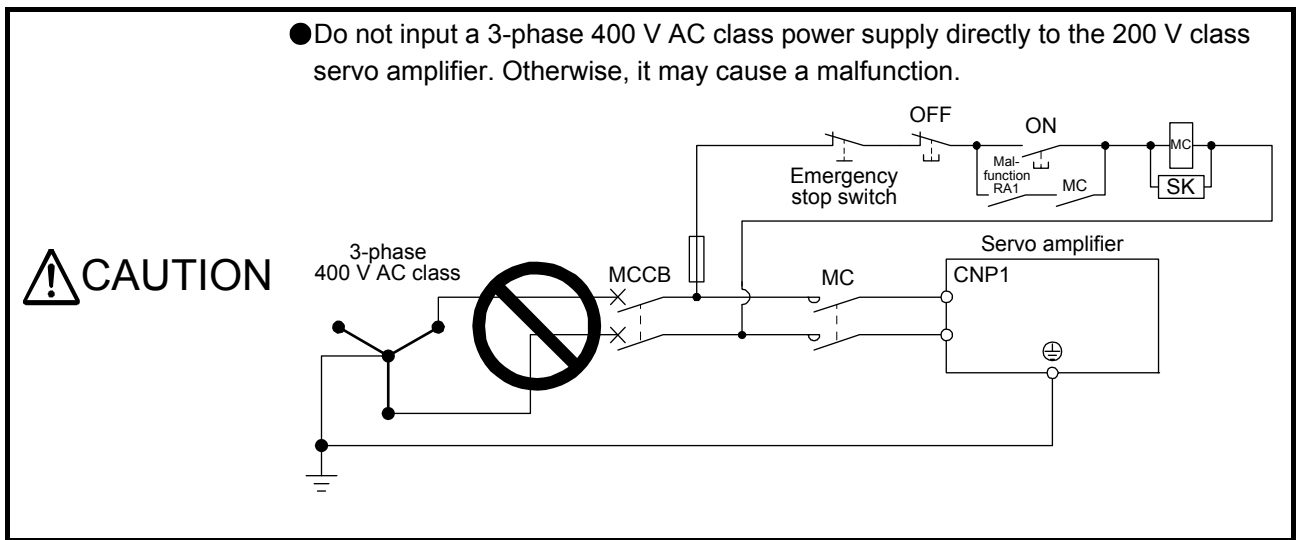 ●Do not input a 3-phase 400 V AC class power supply directly to the 200 V class
servo amplifier. Otherwise, it may cause a malfunction.
OFF
ON
MC
Emergency
stop switch
Mal-
function
RA1
MC
SK
CAUTION
3-phase
400 V AC class
MCCB
MC
Servo amplifier
CNP1